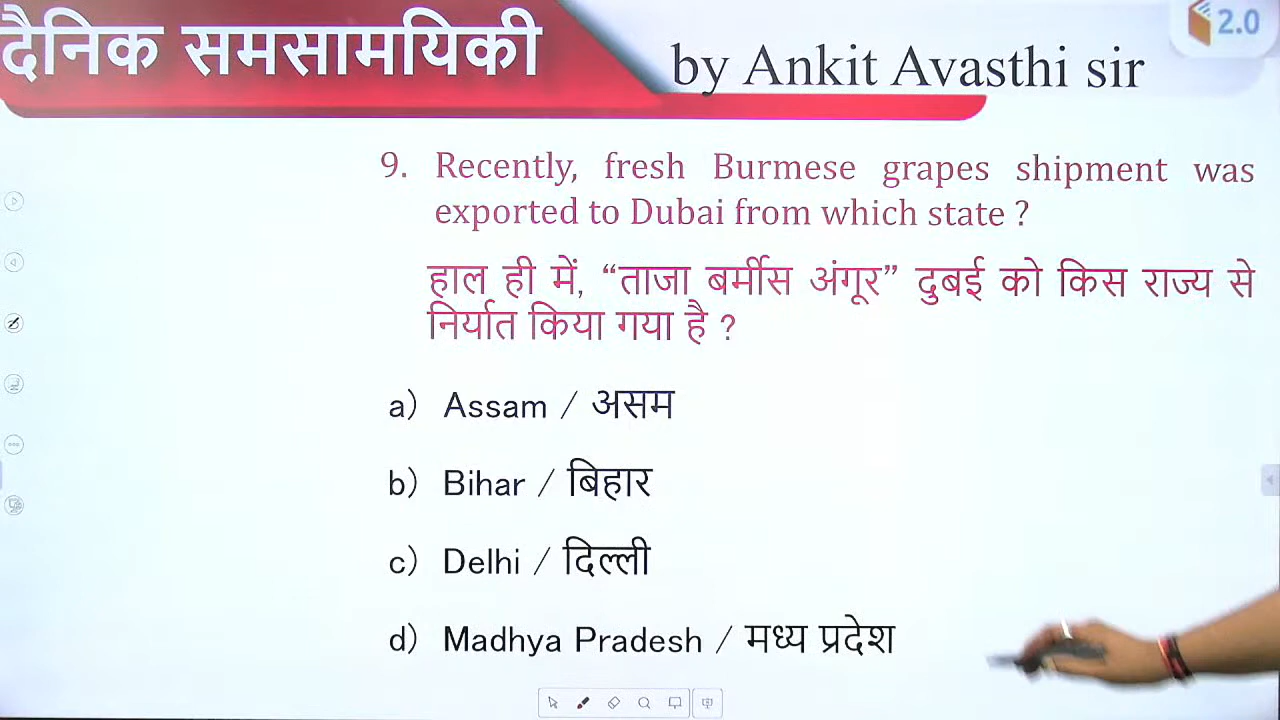 दैनिक समसामयिकी
by Ankit Avasthi sir
2.0
9. Recently, fresh Burmese grapes shipment was
exported to Dubai from which state ?
हाल ही में, “ताजा बर्मीस अंगूर” दुबई को किस राज्य से
निर्यात किया गया है ?
a) Assam / असम
b) Bihar / बिहार
c) Delhi / दिल्ली
d) Madhya Pradesh / मध्य प्रदेश